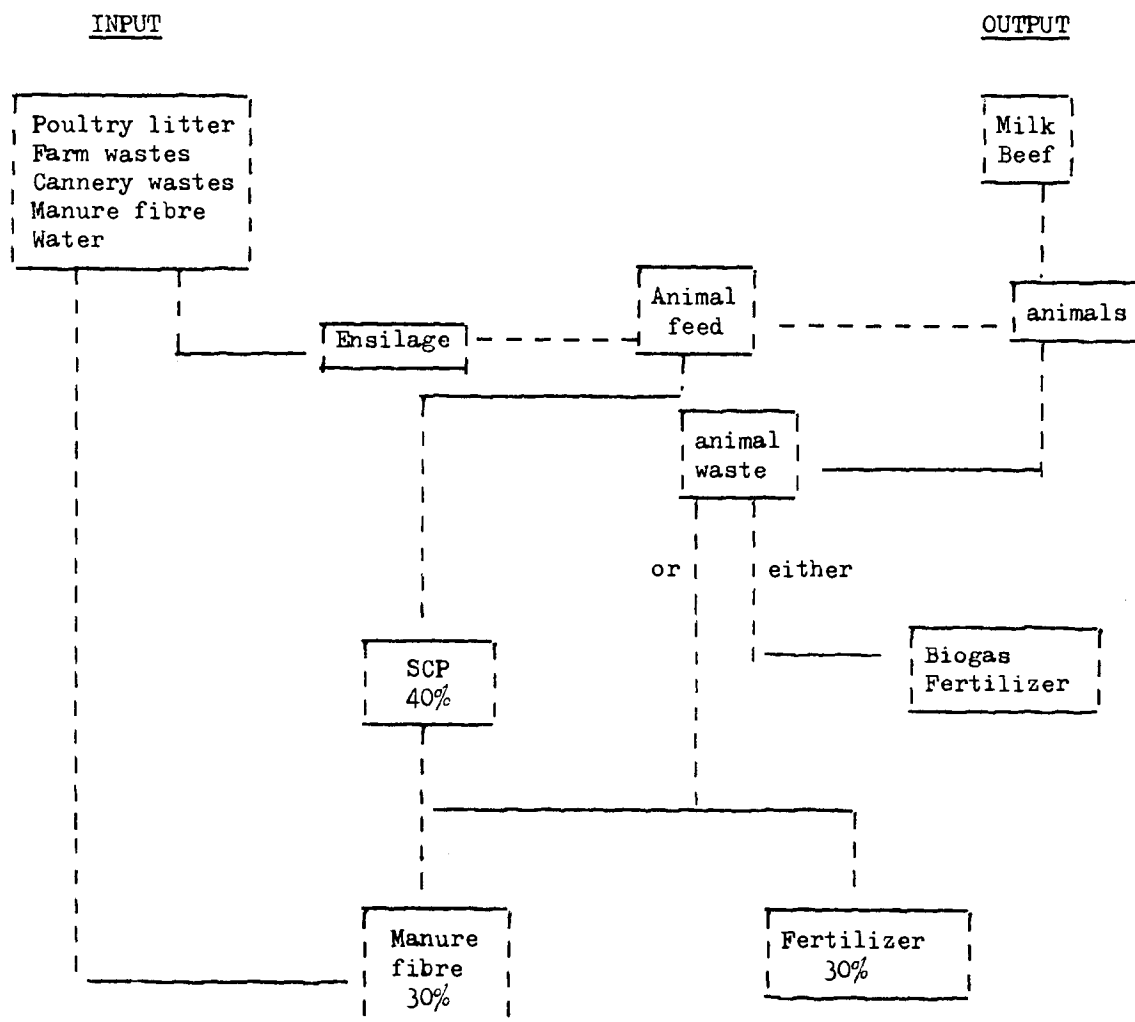 INPUT
OUTPUT
Poultry litter
Farm wastes
Cannery wastes
Manure fibre
Water
Milk
Beef
Ensilage
Animal
feed
animals
animal
waste
or
either
SCP
40%
Biogas
Fertilizer
Manure
fibre
30%
Fertilizer
30%